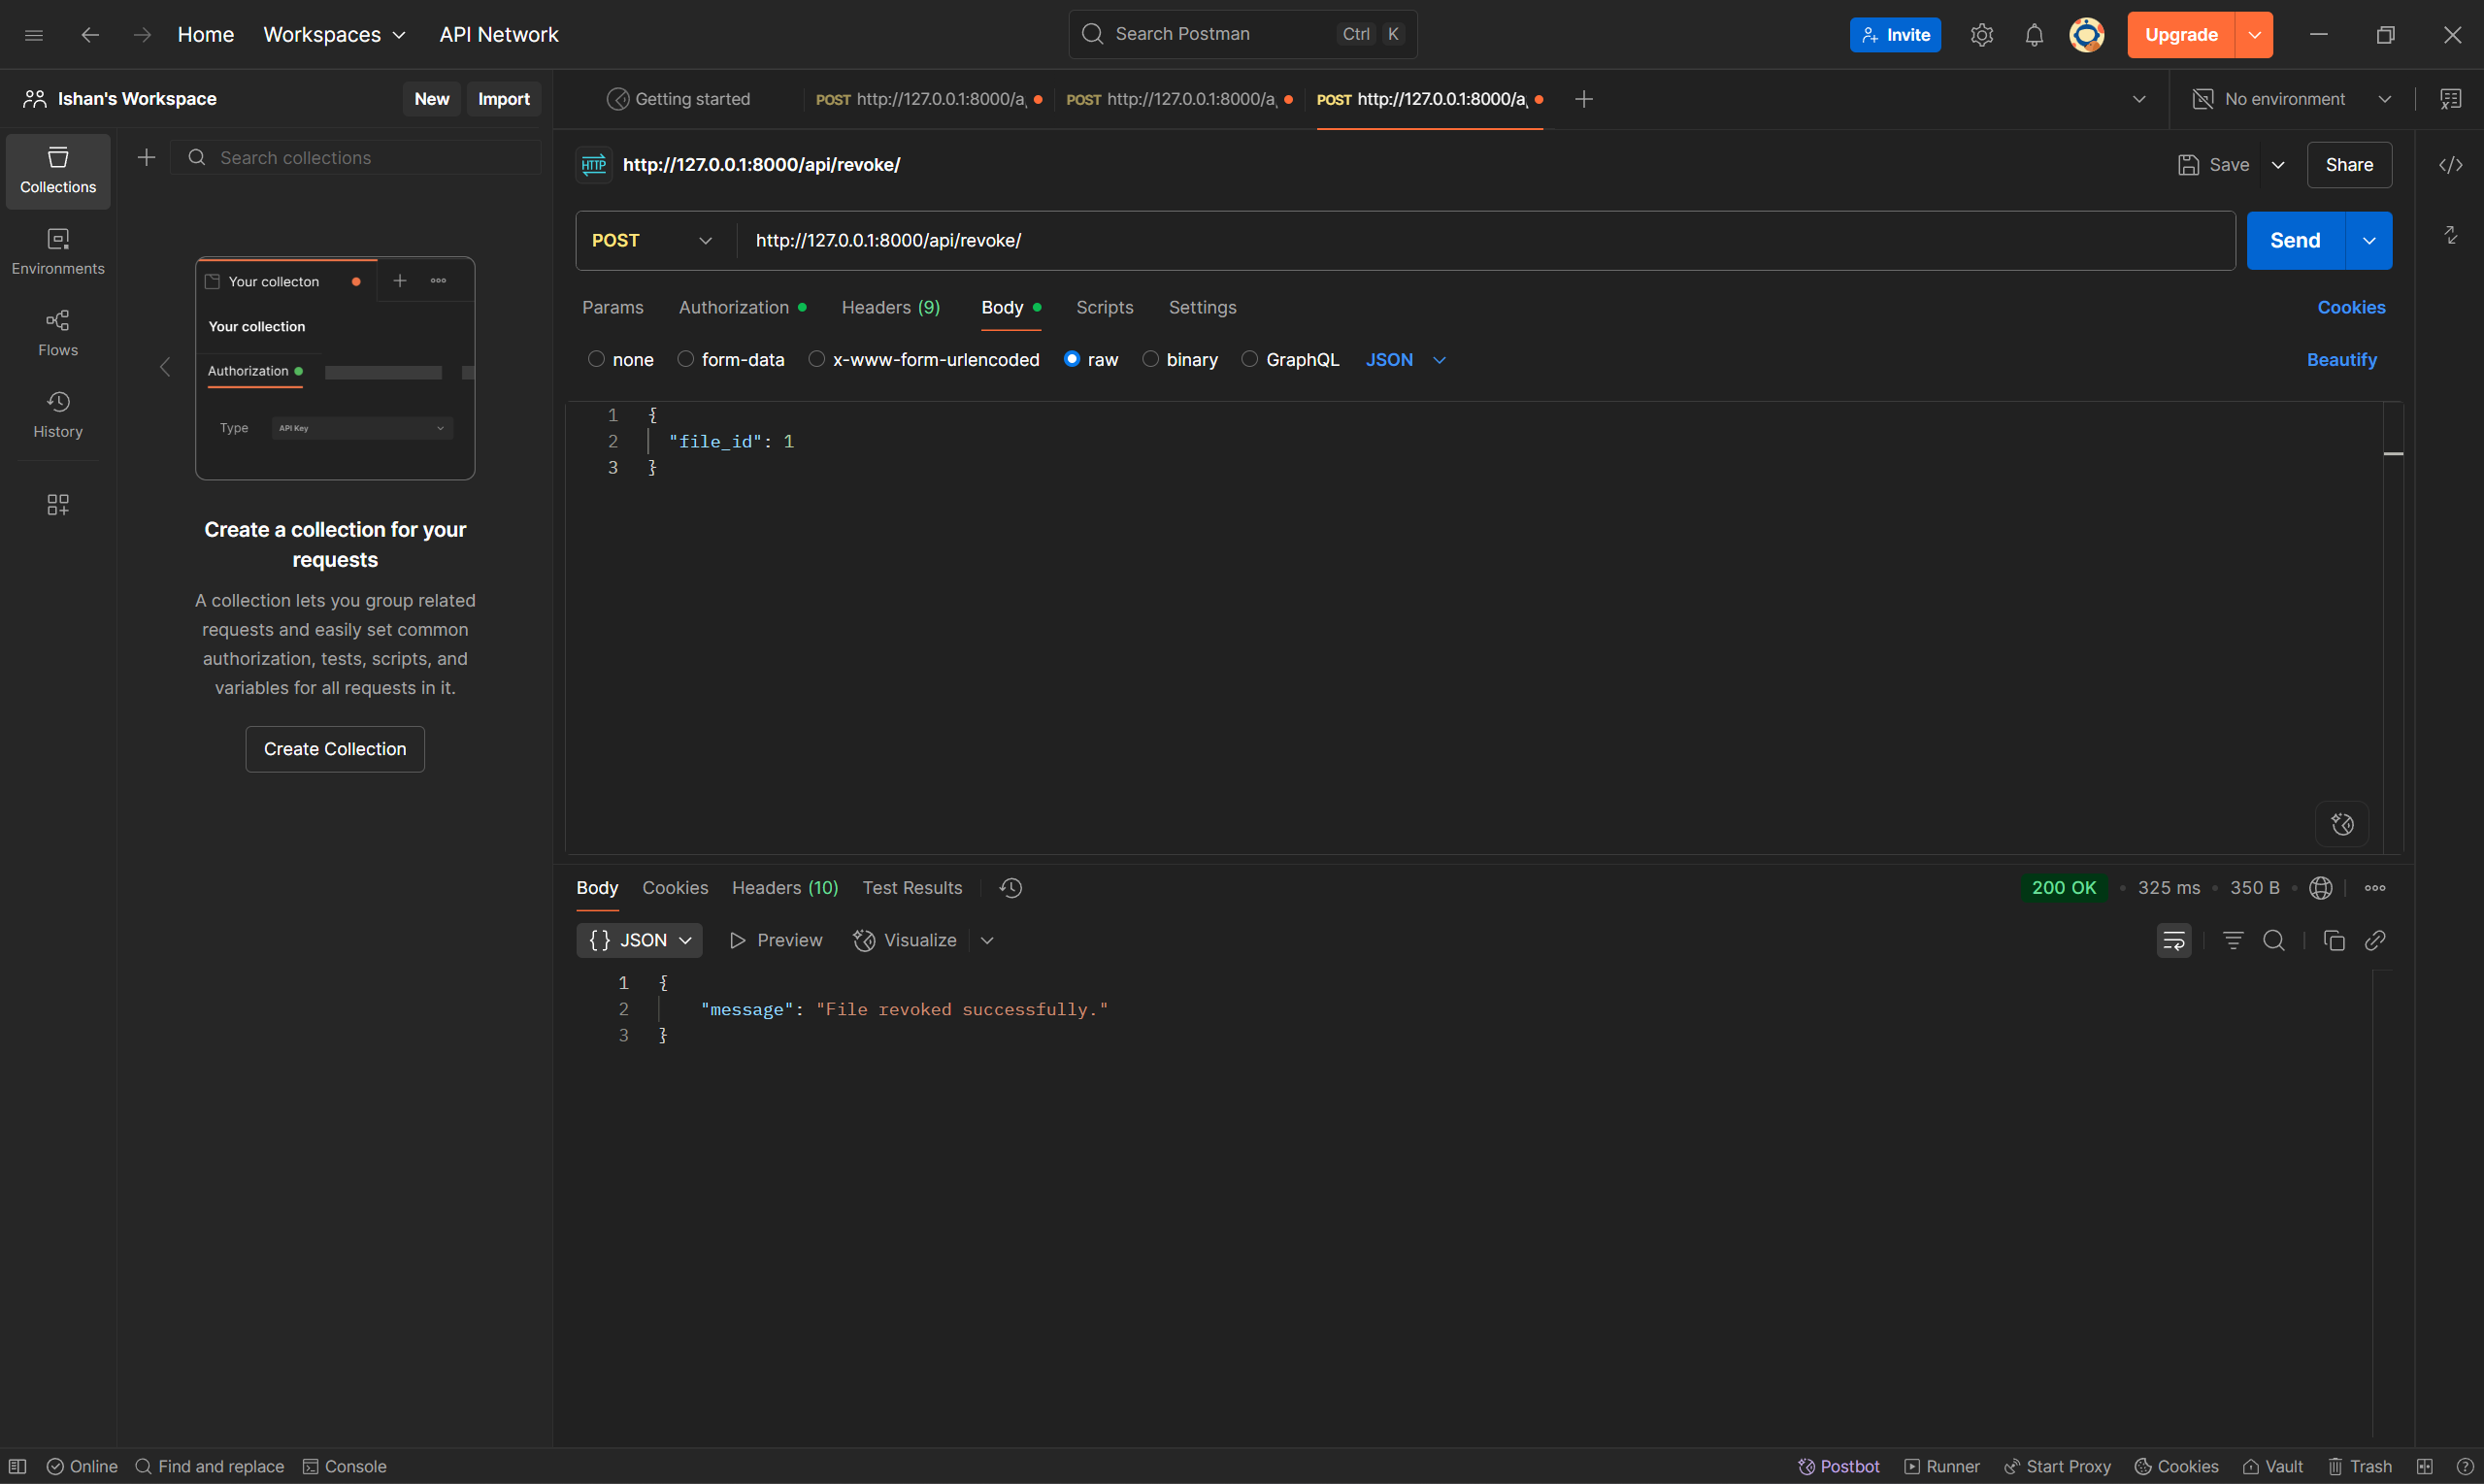 Home Workspaces API Network Search Postman Ctrl K Invite Upgrade
Ishan's Workspace New Import Getting started POST http://127.0.0.1:8000/a POST http://127.0.0.1:8000/a POST http://127.0.0.1:8000/a No environment
Collections
Environments
Flows
History
Search collections
Your collecton
Your collection
Authorization
Type API Key
Create a collection for your
requests
A collection lets you group related
requests and easily set common
authorization, tests, scripts, and
variables for all requests in it.
Create Collection
HTTP http://127.0.0.1:8000/api/revoke/ Save Share
POST http://127.0.0.1:8000/api/revoke/ Send
Params Authorization Headers (9) Body Scripts Settings Cookies
none form-data x-www-form-urlencoded raw binary GraphQL JSON Beautify
1 {
2 "file_id": 1
3 }
Body Cookies Headers (10) Test Results 200 OK 325 ms 350 B
{} JSON Preview Visualize
1 {
2 "message": "File revoked successfully."
3 }
Online Find and replace Console Postbot Runner Start Proxy Cookies Vault Trash